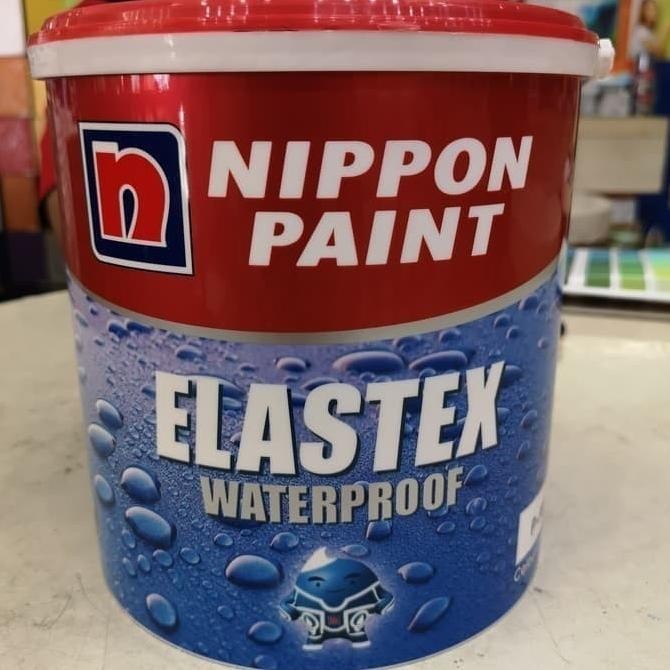 n
NIPPON
PAINT
ELASTEX
WATERPROOF